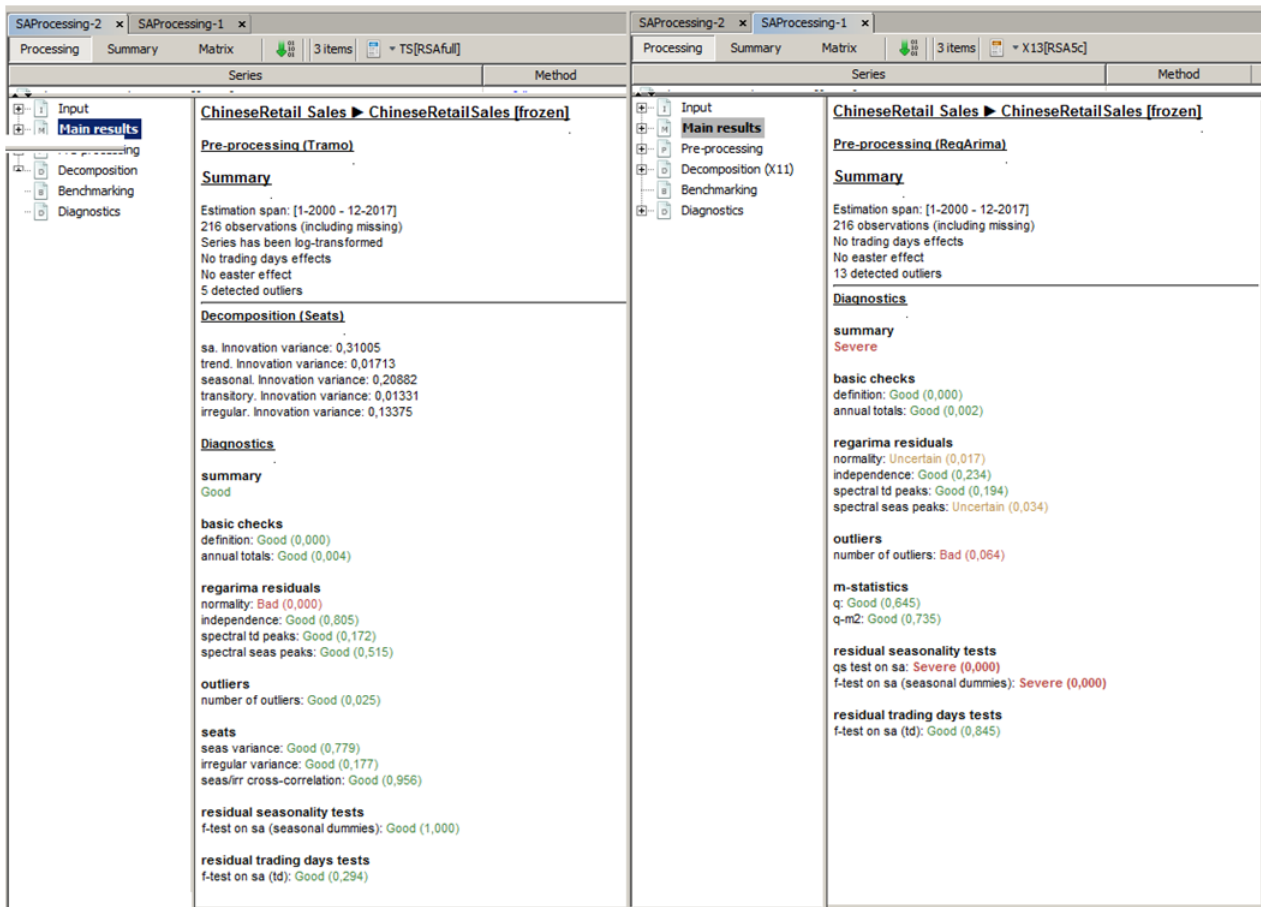 SAProcessing-2 x SAProcessing-1 x
Processing Summary Matrix 3 items TS[RSAfull]
Series Method
Input
Main results
Pre-processing
Decomposition
Benchmarking
Diagnostics
ChineseRetail Sales ▶ ChineseRetailSales [frozen]
Pre-processing (Tramo)
Summary
Estimation span: [1-2000 - 12-2017]
216 observations (including missing)
Series has been log-transformed
No trading days effects
No easter effect
5 detected outliers
Decomposition (Seats)
sa. Innovation variance: 0,31005
trend. Innovation variance: 0,01713
seasonal. Innovation variance: 0,20882
transitory. Innovation variance: 0,01331
irregular. Innovation variance: 0,13375
Diagnostics
summary
Good
basic checks
definition: Good (0,000)
annual totals: Good (0,004)
regarima residuals
normality: Bad (0,000)
independence: Good (0,805)
spectral td peaks: Good (0,172)
spectral seas peaks: Good (0,515)
outliers
number of outliers: Good (0,025)
seats
seas variance: Good (0,779)
irregular variance: Good (0,177)
seas/irr cross-correlation: Good (0,956)
residual seasonality tests
f-test on sa (seasonal dummies): Good (1,000)
residual trading days tests
f-test on sa (td): Good (0,294)
SAProcessing-2 x SAProcessing-1 x
Processing Summary Matrix 3 items X13[RSA5c]
Series Method
Input
Main results
Pre-processing
Decomposition (X11)
Benchmarking
Diagnostics
ChineseRetail Sales ▶ ChineseRetailSales [frozen]
Pre-processing (RegArima)
Summary
Estimation span: [1-2000 - 12-2017]
216 observations (including missing)
No trading days effects
No easter effect
13 detected outliers
Diagnostics
summary
Severe
basic checks
definition: Good (0,000)
annual totals: Good (0,002)
regarima residuals
normality: Uncertain (0,017)
independence: Good (0,234)
spectral td peaks: Good (0,194)
spectral seas peaks: Uncertain (0,034)
outliers
number of outliers: Bad (0,064)
m-statistics
q: Good (0,645)
q-m2: Good (0,735)
residual seasonality tests
qs test on sa: Severe (0,000)
f-test on sa (seasonal dummies): Severe (0,000)
residual trading days tests
f-test on sa (td): Good (0,845)